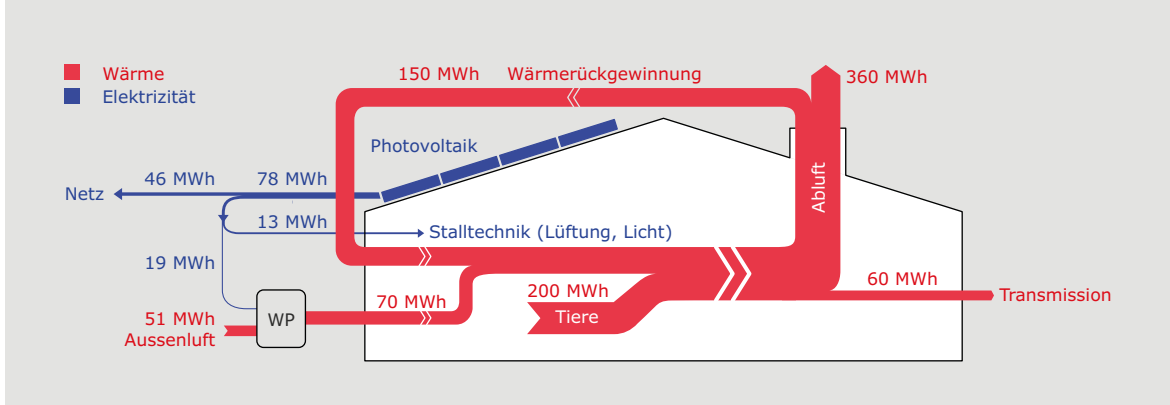 Wärme
Elektrizität
150 MWh Wärmerückgewinnung
360 MWh
Photovoltaik
Netz
46 MWh
78 MWh
Abluft
13 MWh
Stalltechnik (Lüftung, Licht)
19 MWh
70 MWh
200 MWh
Tiere
60 MWh
Transmission
51 MWh
Aussenluft
WP